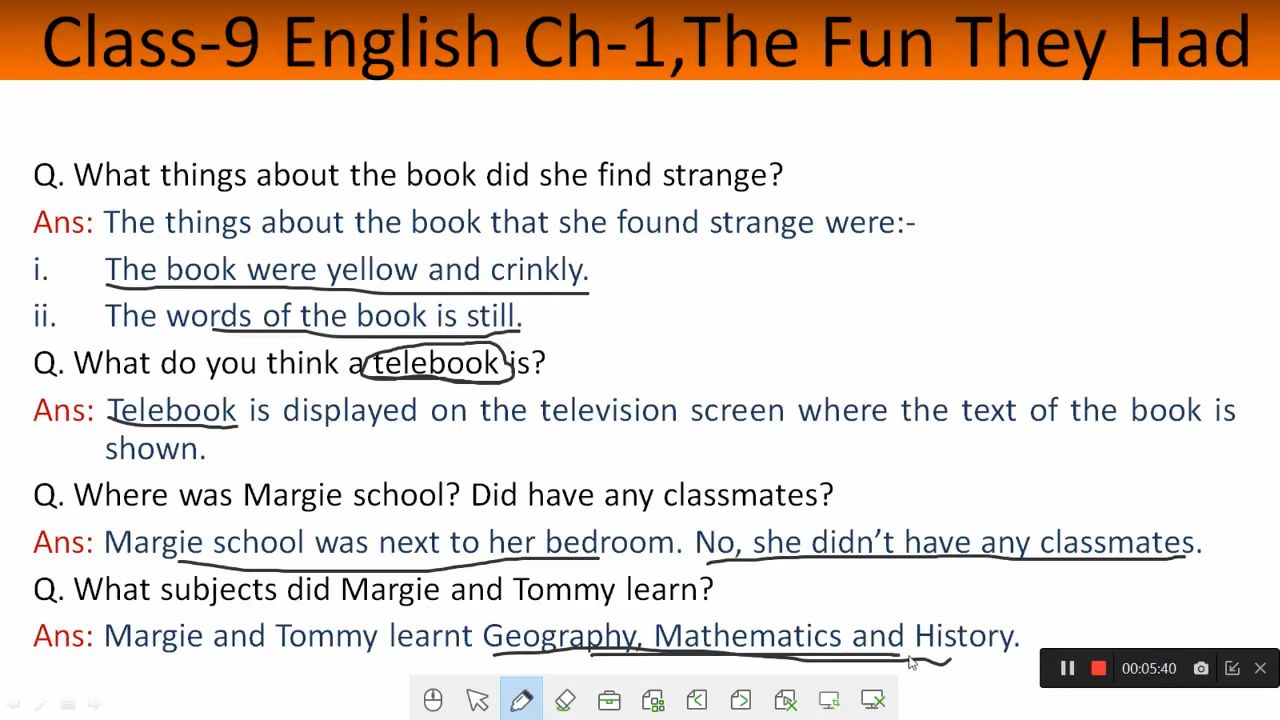 Class-9 English Ch-1,The Fun They Had
Q. What things about the book did she find strange?
Ans: The things about the book that she found strange were:-
i. The book were yellow and crinkly.
ii. The words of the book is still.
Q. What do you think a telebook is?
Ans: Telebook is displayed on the television screen where the text of the book is
shown.
Q. Where was Margie school? Did have any classmates?
Ans: Margie school was next to her bedroom. No, she didn't have any classmates.
Q. What subjects did Margie and Tommy learn?
Ans: Margie and Tommy learnt Geography, Mathematics and History.
00:05:40